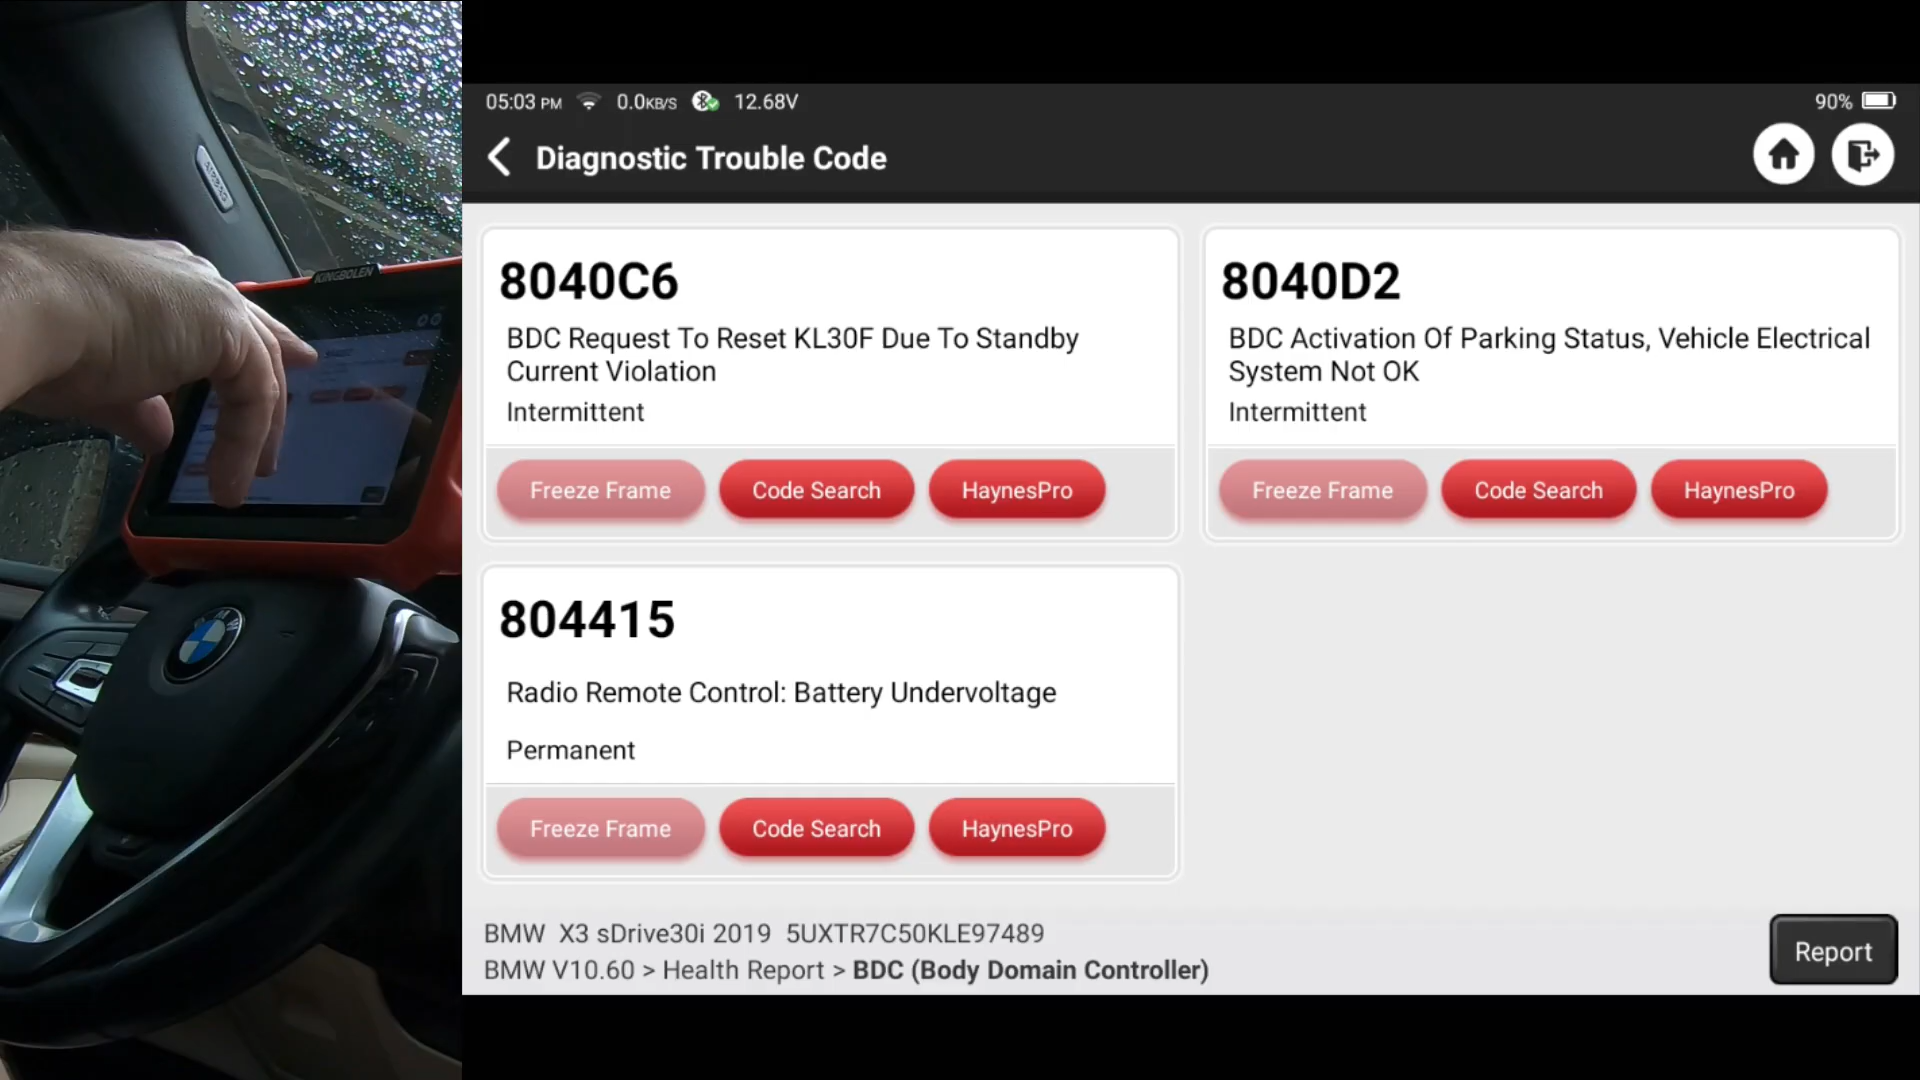 KINGBOLEN
05:03 PM 0.0KB/S 12.68V 90%
Diagnostic Trouble Code
8040C6
BDC Request To Reset KL30F Due To Standby
Current Violation
Intermittent
Freeze Frame Code Search HaynesPro
8040D2
BDC Activation Of Parking Status, Vehicle Electrical
System Not OK
Intermittent
Freeze Frame Code Search HaynesPro
804415
Radio Remote Control: Battery Undervoltage
Permanent
Freeze Frame Code Search HaynesPro
BMW X3 sDrive30i 2019 5UXTR7C50KLE97489
BMW V10.60 > Health Report > BDC (Body Domain Controller)
Report